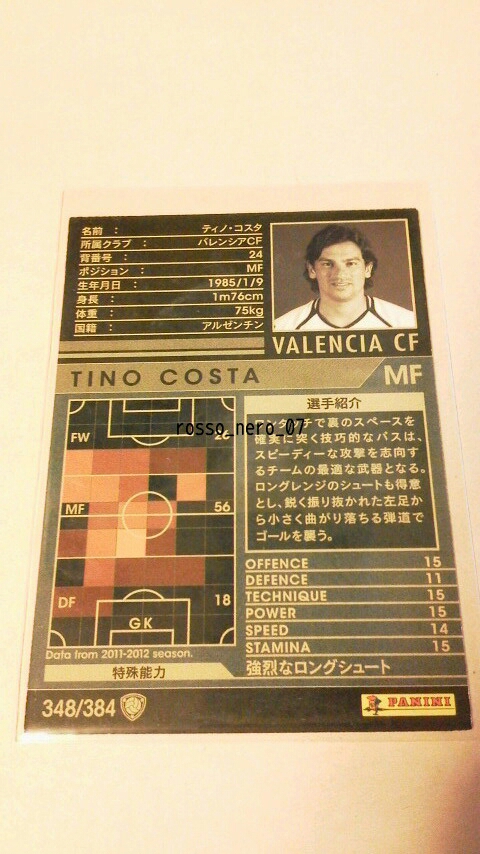 名前 : ティノ・コスタ
所属クラブ : バレンシアCF
背番号 : 24
ポジション : MF
生年月日 : 1985/1/9
身長 : 1m76cm
体重 : 75kg
国籍 : アルゼンチン
VALENCIA CF
TINO COSTA MF
選手紹介
で裏のスペースを
確実に突く技巧的なパスは、
スピーディーな攻撃を志向す
るチームの最適な武器となる。
ロングレンジのシュートも得意
とし、鋭く振り抜かれた左足か
ら小さく曲がり落ちる弾道で
ゴールを襲う。
rosso_nero_07
FW 26
MF 56
DF 18
GK
Data from 2011-2012 season.
OFFENCE 15
DEFENCE 11
TECHNIQUE 15
POWER 15
SPEED 14
STAMINA 15
特殊能力 強烈なロングシュート
348/384
PANINI